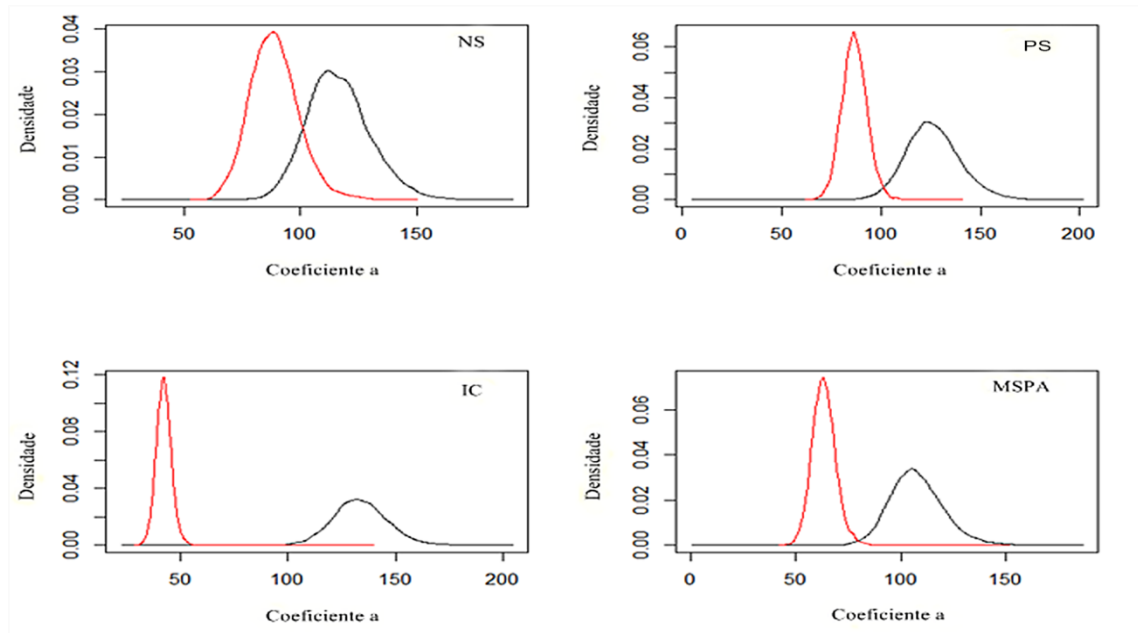 NS
Densidade
0.00 0.01 0.02 0.03 0.04
50 100 150
Coeficiente a
PS
Densidade
0.00 0.02 0.04 0.06
0 50 100 150 200
Coeficiente a
IC
Densidade
0.00 0.04 0.08 0.12
50 100 150 200
Coeficiente a
MSPA
Densidade
0.00 0.02 0.04 0.06
0 50 100 150
Coeficiente a